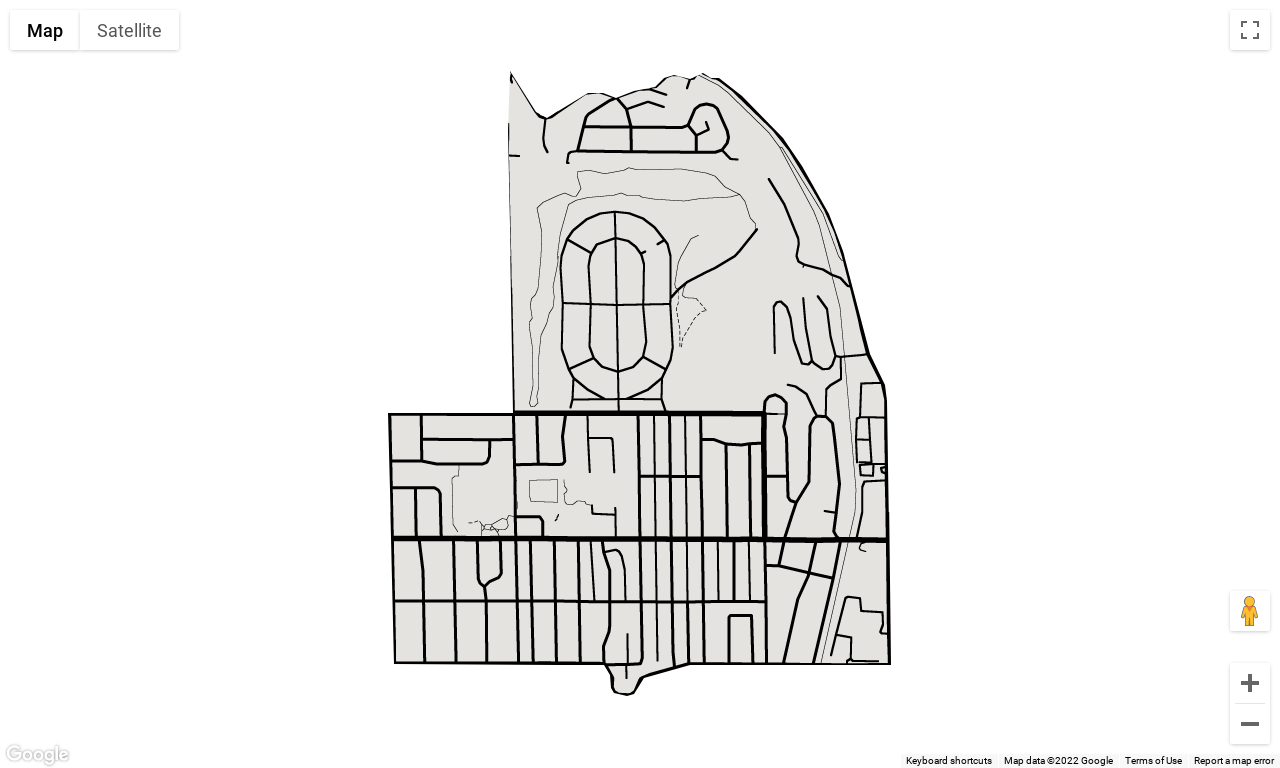 Map Satellite
Google
Keyboard shortcuts Map data ©2022 Google Terms of Use Report a map error